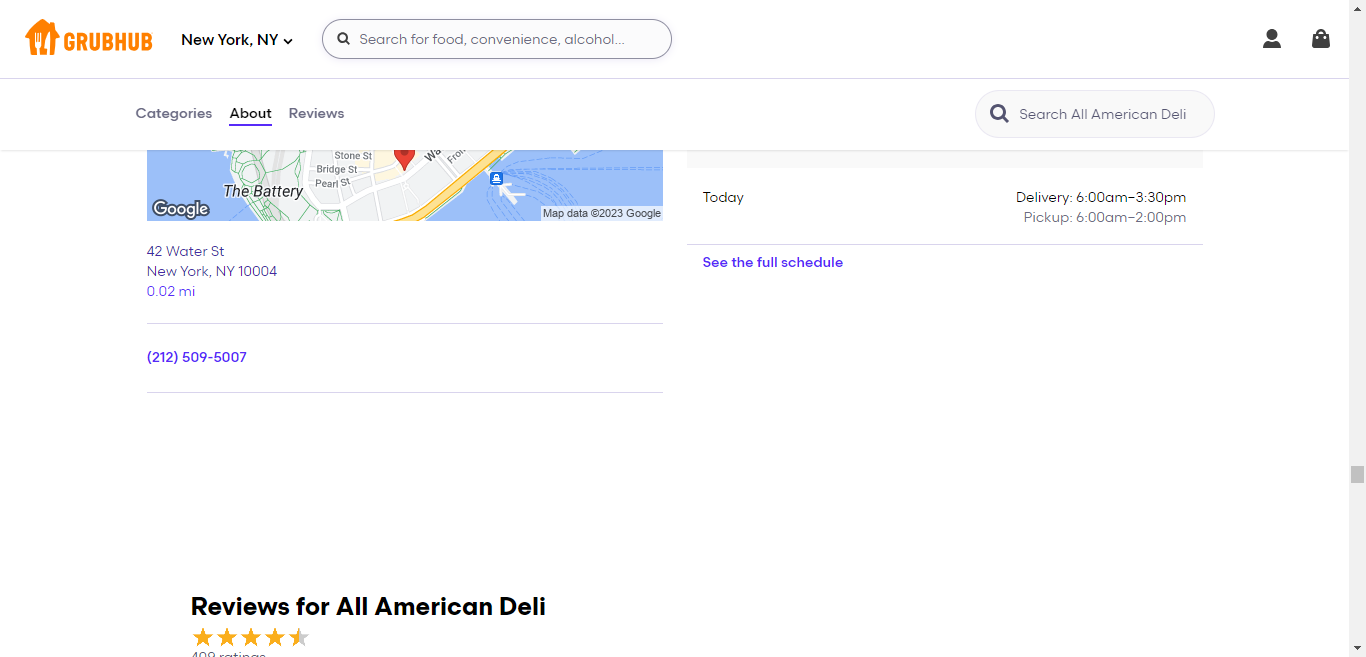 GRUBHUB
New York, NY
Search for food, convenience, alcohol...
Categories
About
Reviews
Search All American Deli
Stone St
Bridge St
Pearl St
Wa
Fron
The Battery
Google
Map data ©2023 Google
42 Water St
New York, NY 10004
0.02 mi
(212) 509-5007
Today
Delivery: 6:00am–3:30pm
Pickup: 6:00am–2:00pm
See the full schedule
Reviews for All American Deli